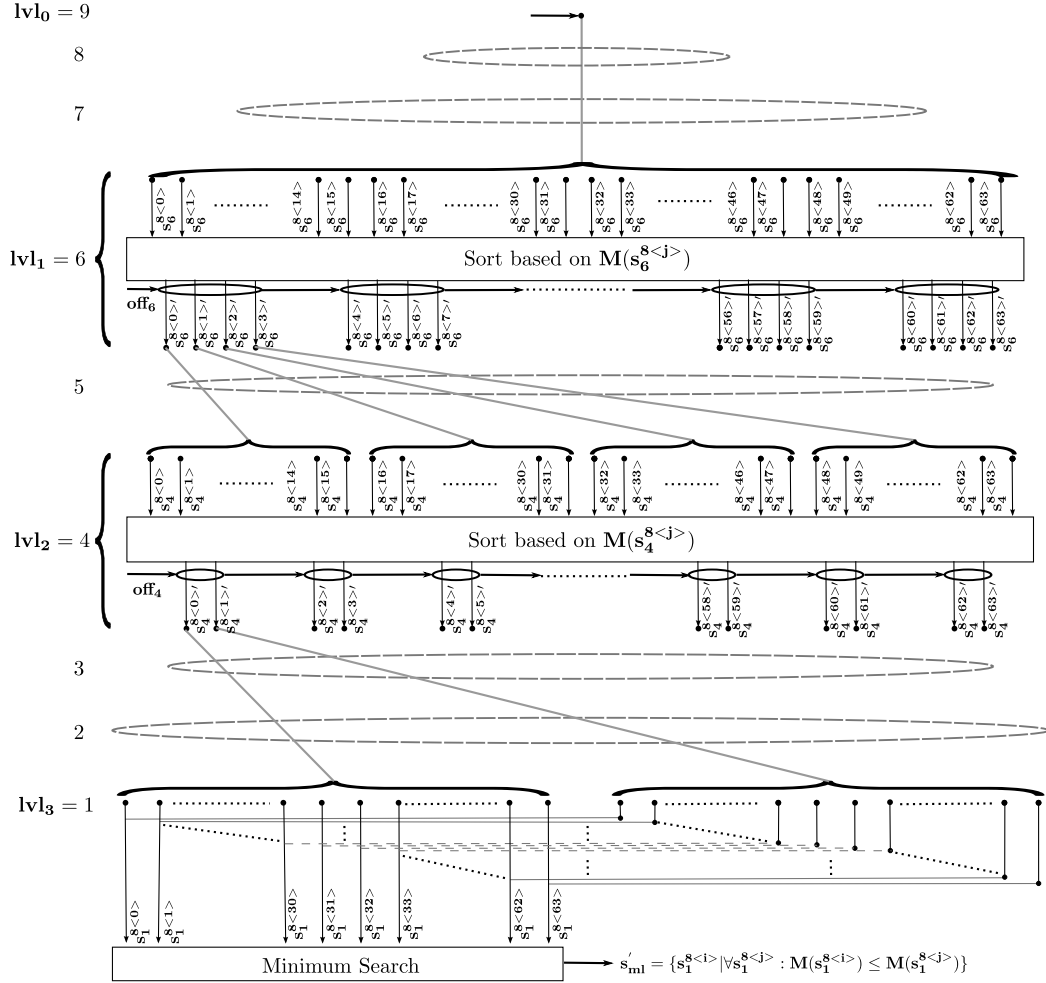 lvl₀ = 9
8
7
s₆^8<0> s₆^8<1> ......... s₆^8<14> s₆^8<15> s₆^8<16> s₆^8<17> ......... s₆^8<30> s₆^8<31> s₆^8<32> s₆^8<33> ......... s₆^8<46> s₆^8<47> s₆^8<48> s₆^8<49> ......... s₆^8<62> s₆^8<63>
lvl₁ = 6
Sort based on M(s₆^8<j>)
off₆
s₆^8<0>′ s₆^8<1>′ s₆^8<2>′ s₆^8<3>′ s₆^8<4>′ s₆^8<5>′ s₆^8<6>′ s₆^8<7>′ ......... s₆^8<56>′ s₆^8<57>′ s₆^8<58>′ s₆^8<59>′ s₆^8<60>′ s₆^8<61>′ s₆^8<62>′ s₆^8<63>′
5
s₄^8<0> s₄^8<1> ......... s₄^8<14> s₄^8<15> s₄^8<16> s₄^8<17> ......... s₄^8<30> s₄^8<31> s₄^8<32> s₄^8<33> ......... s₄^8<46> s₄^8<47> s₄^8<48> s₄^8<49> ......... s₄^8<62> s₄^8<63>
lvl₂ = 4
Sort based on M(s₄^8<j>)
off₄
s₄^8<0>′ s₄^8<1>′ s₄^8<2>′ s₄^8<3>′ s₄^8<4>′ s₄^8<5>′ ......... s₄^8<58>′ s₄^8<59>′ s₄^8<60>′ s₄^8<61>′ s₄^8<62>′ s₄^8<63>′
3
2
lvl₃ = 1
s₁^8<0> s₁^8<1> s₁^8<30> s₁^8<31> s₁^8<32> s₁^8<33> s₁^8<62> s₁^8<63>
Minimum Search
s′ₘₗ = {s₁^8<i>|∀s₁^8<j> : M(s₁^8<i>) ≤ M(s₁^8<j>)}